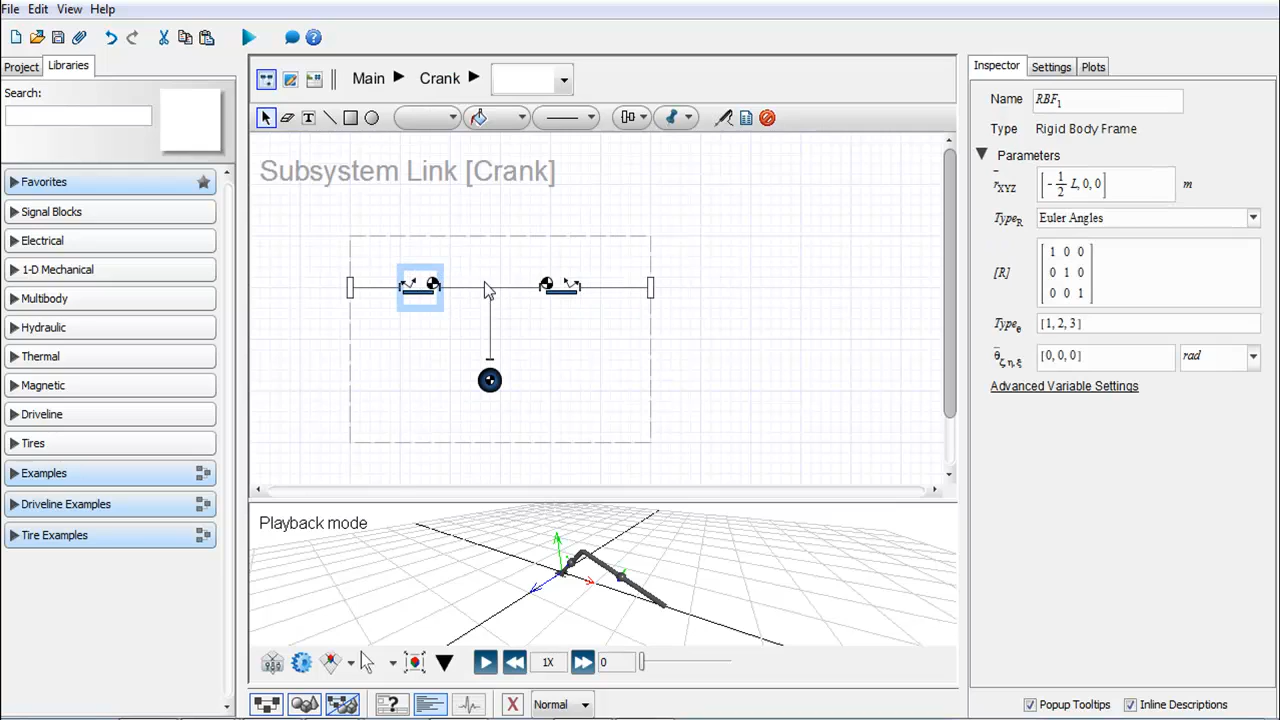 File Edit View Help
Project Libraries
Search:
Favorites
Signal Blocks
Electrical
1-D Mechanical
Multibody
Hydraulic
Thermal
Magnetic
Driveline
Tires
Examples
Driveline Examples
Tire Examples
Main Crank
Subsystem Link [Crank]
Playback mode
1X 0
Normal
Inspector Settings Plots
Name RBF1
Type Rigid Body Frame
Parameters
r̄XYZ [-1/2 L, 0, 0] m
TypeR Euler Angles
[R] [1 0 0
0 1 0
0 0 1]
Typeθ [1, 2, 3]
θ̄ζ, η, ξ [0, 0, 0] rad
Advanced Variable Settings
Popup Tooltips Inline Descriptions